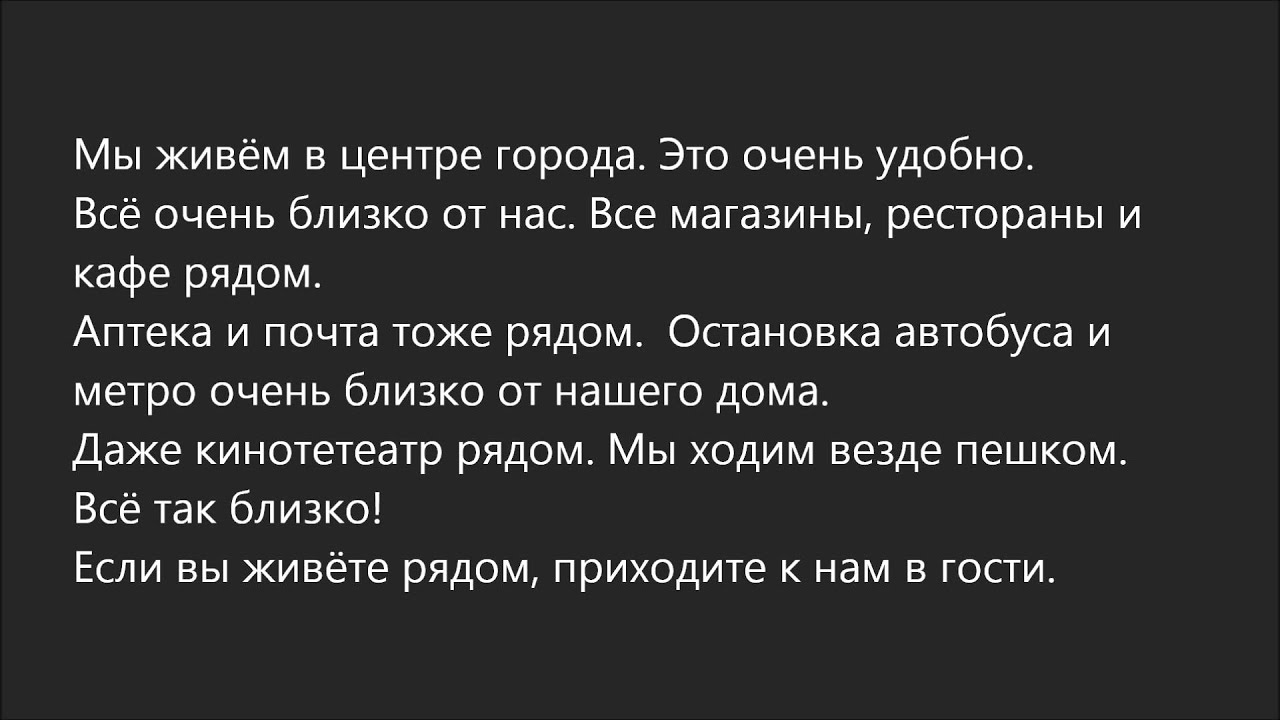 Мы живём в центре города. Это очень удобно.
Всё очень близко от нас. Все магазины, рестораны и
кафе рядом.
Аптека и почта тоже рядом.  Остановка автобуса и
метро очень близко от нашего дома.
Даже кинотетеатр рядом. Мы ходим везде пешком.
Всё так близко!
Если вы живёте рядом, приходите к нам в гости.